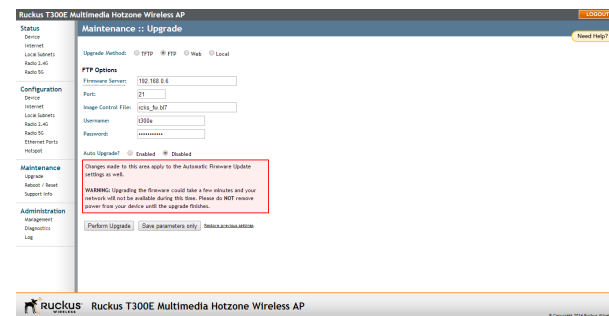 Ruckus T300E Multimedia Hotzone Wireless AP
LOGOUT
Need Help?
Status
Device
Internet
Local Subnets
Radio 2.4G
Radio 5G
Configuration
Device
Internet
Local Subnets
Radio 2.4G
Radio 5G
Ethernet Ports
Hotspot
Maintenance
Upgrade
Reboot / Reset
Support Info
Administration
Management
Diagnostics
Log
Maintenance :: Upgrade
Upgrade Method: TFTP FTP Web Local
FTP Options
Firmware Server: 192.168.0.6
Port: 21
Image Control File: rcks_fw.bl7
Username: t300e
Password: •••••••••••
Auto Upgrade? Enabled Disabled
Changes made to this area apply to the Automatic Firmware Update
settings as well.
WARNING: Upgrading the firmware could take a few minutes and your
network will not be available during this time. Please do NOT remove
power from your device until the upgrade finishes.
Perform Upgrade Save parameters only Restore previous settings
RUCKUS WIRELESS
Ruckus T300E Multimedia Hotzone Wireless AP